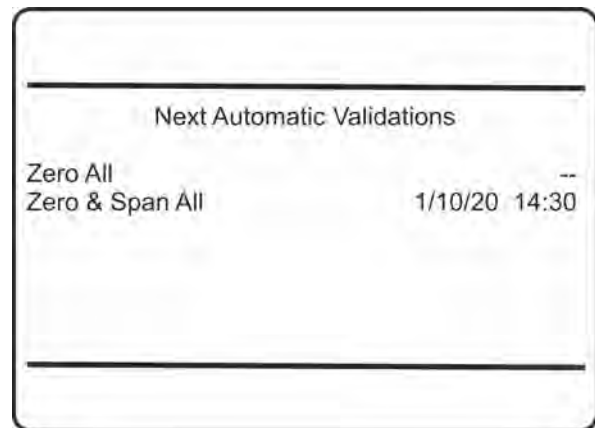 Next Automatic Validations
Zero All --
Zero & Span All 1/10/20 14:30